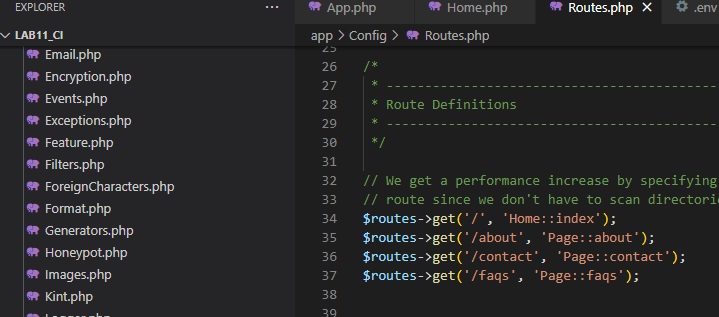 EXPLORER
LAB11_CI
Email.php
Encryption.php
Events.php
Exceptions.php
Feature.php
Filters.php
ForeignCharacters.php
Format.php
Generators.php
Honeypot.php
Images.php
Kint.php
Logger.php
App.php
Home.php
Routes.php
.env
app > Config > Routes.php
25
26 /*
27 * --------------------------------------------
28 * Route Definitions
29 * --------------------------------------------
30 */
31
32 // We get a performance increase by specifying
33 // route since we don't have to scan directori
34 $routes->get('/', 'Home::index');
35 $routes->get('/about', 'Page::about');
36 $routes->get('/contact', 'Page::contact');
37 $routes->get('/faqs', 'Page::faqs');
38
39